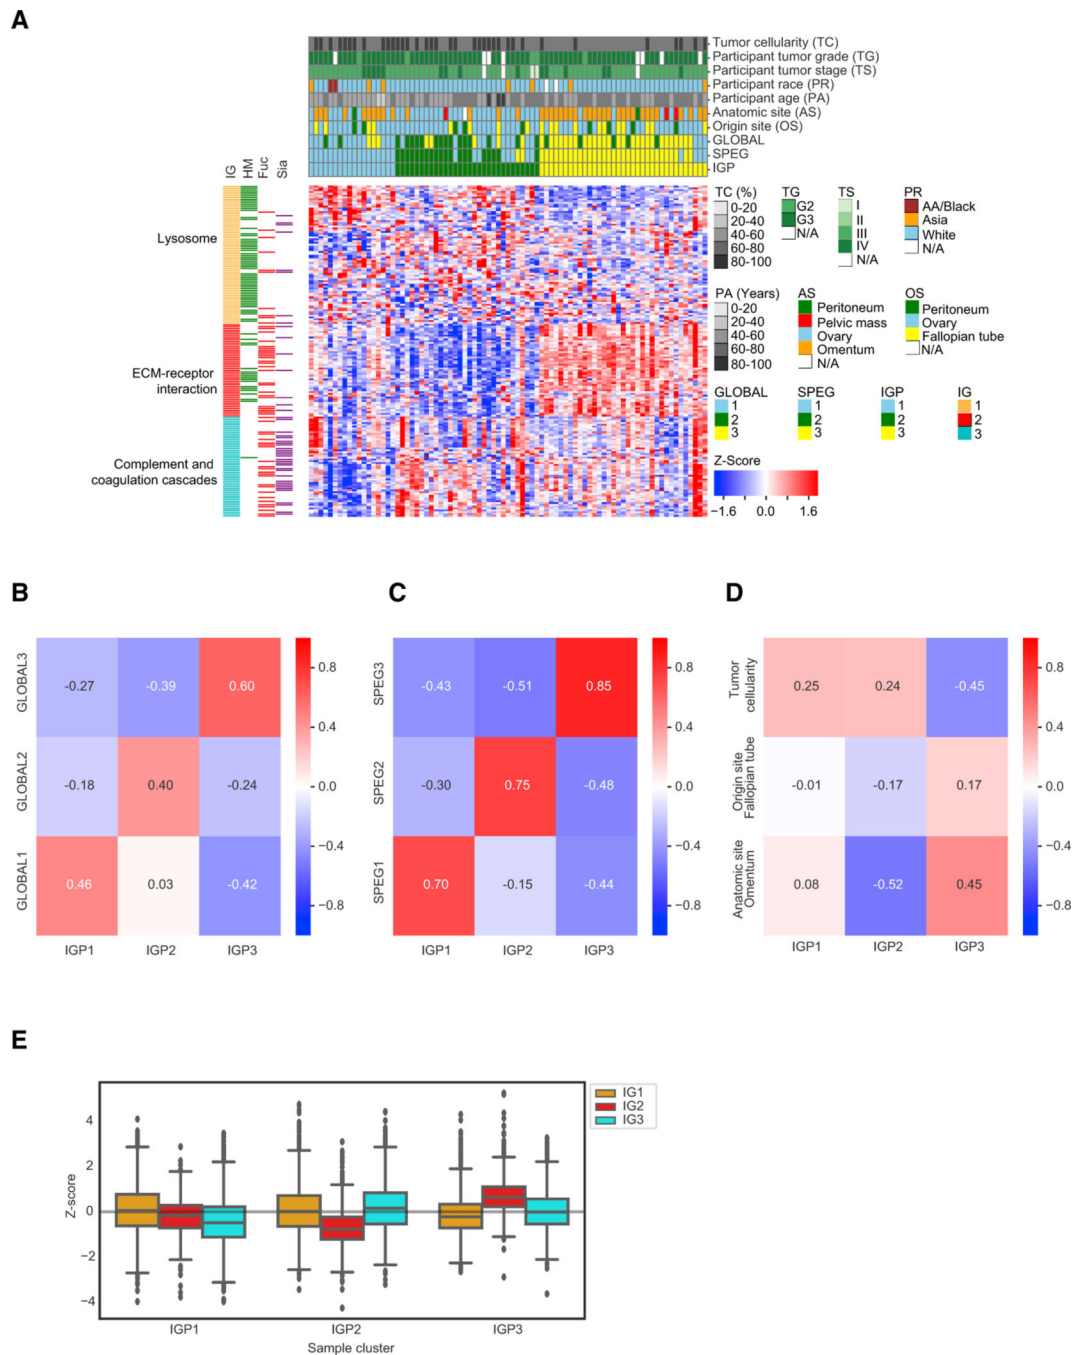 A
Tumor cellularity (TC)
Participant tumor grade (TG)
Participant tumor stage (TS)
Participant race (PR)
Participant age (PA)
Anatomic site (AS)
Origin site (OS)
GLOBAL
SPEG
IGP
IG
HM
Fuc
Sia
Lysosome
ECM-receptor
interaction
Complement and
coagulation cascades
TC (%)
0-20
20-40
40-60
60-80
80-100
TG
G2
G3
N/A
TS
I
II
III
IV
N/A
PR
AA/Black
Asia
White
N/A
PA (Years)
0-20
20-40
40-60
60-80
80-100
AS
Peritoneum
Pelvic mass
Ovary
Omentum
N/A
OS
Peritoneum
Ovary
Fallopian tube
N/A
GLOBAL
1
2
3
SPEG
1
2
3
IGP
1
2
3
IG
1
2
3
Z-Score
−1.6 0.0 1.6
B
GLOBAL3
-0.27 -0.39 0.60
GLOBAL2
-0.18 0.40 -0.24
GLOBAL1
0.46 0.03 -0.42
IGP1 IGP2 IGP3
0.8
0.4
0.0
−0.4
−0.8
C
SPEG3
-0.43 -0.51 0.85
SPEG2
-0.30 0.75 -0.48
SPEG1
0.70 -0.15 -0.44
IGP1 IGP2 IGP3
0.8
0.4
0.0
−0.4
−0.8
D
Tumor
cellularity
0.25 0.24 -0.45
Origin site
Fallopian tube
-0.01 -0.17 0.17
Anatomic site
Omentum
0.08 -0.52 0.45
IGP1 IGP2 IGP3
0.8
0.4
0.0
−0.4
−0.8
E
Z-score
4
2
0
−2
−4
IGP1 IGP2 IGP3
Sample cluster
IG1
IG2
IG3